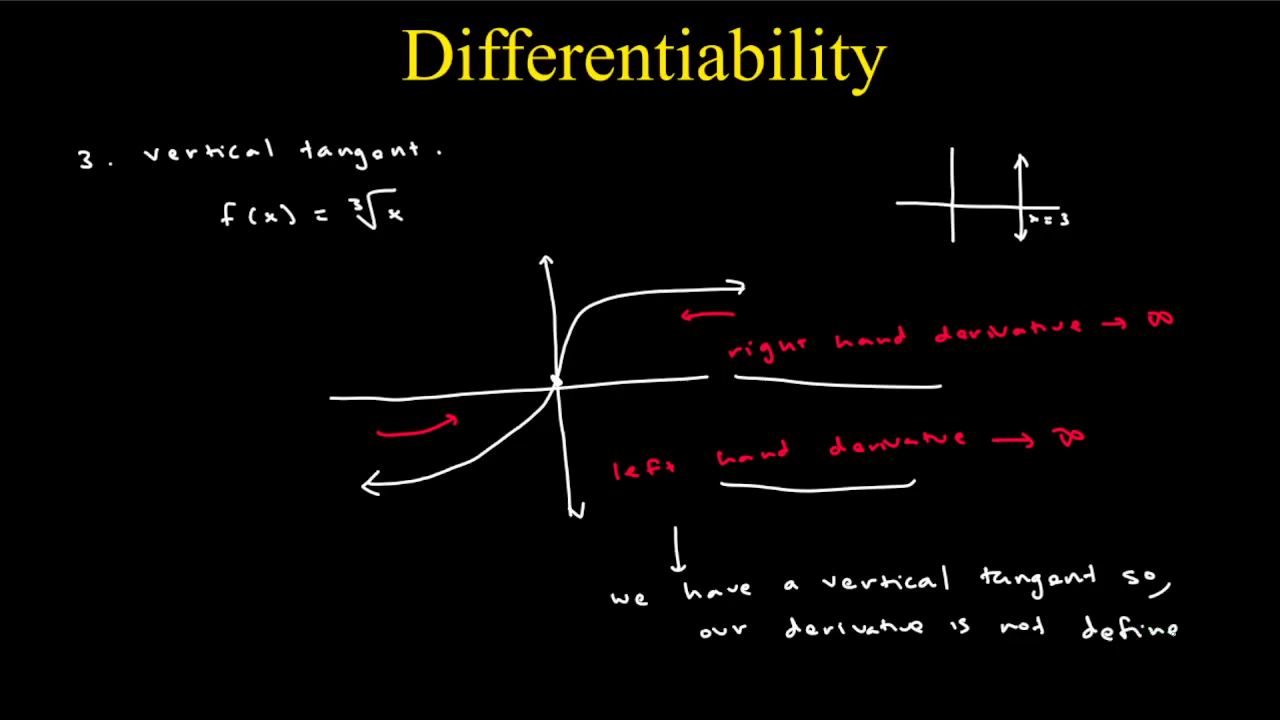 Differentiability
3. vertical tangent.
f(x) = ∛x
x = 3
right hand derivative → ∞
left hand derivative → ∞
we have a vertical tangent so,
our derivative is not define